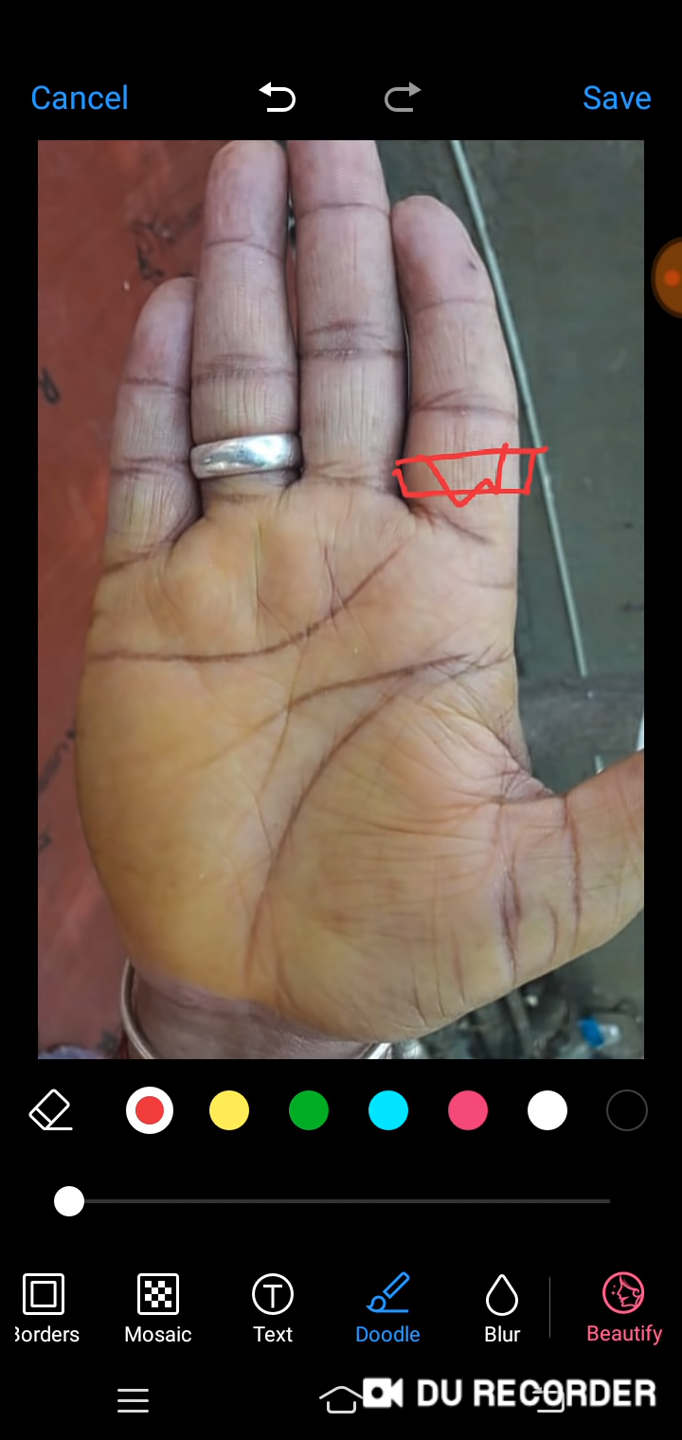 Cancel
Save
Borders
Mosaic
Text
Doodle
Blur
Beautify
DU RECORDER